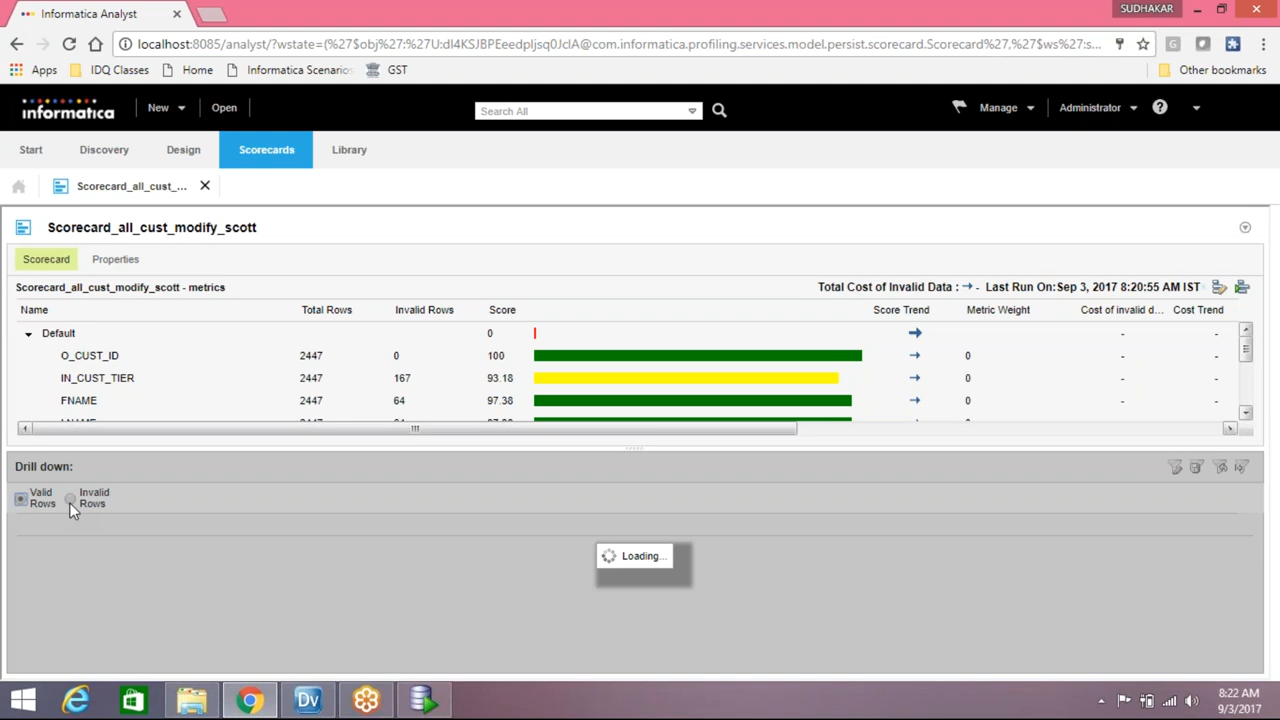 Informatica Analyst
SUDHAKAR
localhost:8085/analyst/?wstate=(%27$obj%27:%27U:dI4KSJBPEeedpIjsq0JclA@com.informatica.profiling.services.model.persist.scorecard.Scorecard%27,%27$ws%27:s...
Apps IDQ Classes Home Informatica Scenarios GST Other bookmarks
informatica New Open Search All Manage Administrator ?
Start Discovery Design Scorecards Library
Scorecard_all_cust_...
Scorecard_all_cust_modify_scott
Scorecard Properties
Scorecard_all_cust_modify_scott - metrics Total Cost of Invalid Data : - Last Run On:Sep 3, 2017 8:20:55 AM IST
Name Total Rows Invalid Rows Score Score Trend Metric Weight Cost of invalid d... Cost Trend
Default 0 - -
O_CUST_ID 2447 0 100 0 - -
IN_CUST_TIER 2447 167 93.18 0 - -
FNAME 2447 64 97.38 0 - -
Drill down:
Valid Rows Invalid Rows
Loading...
Dv
8:22 AM
9/3/2017